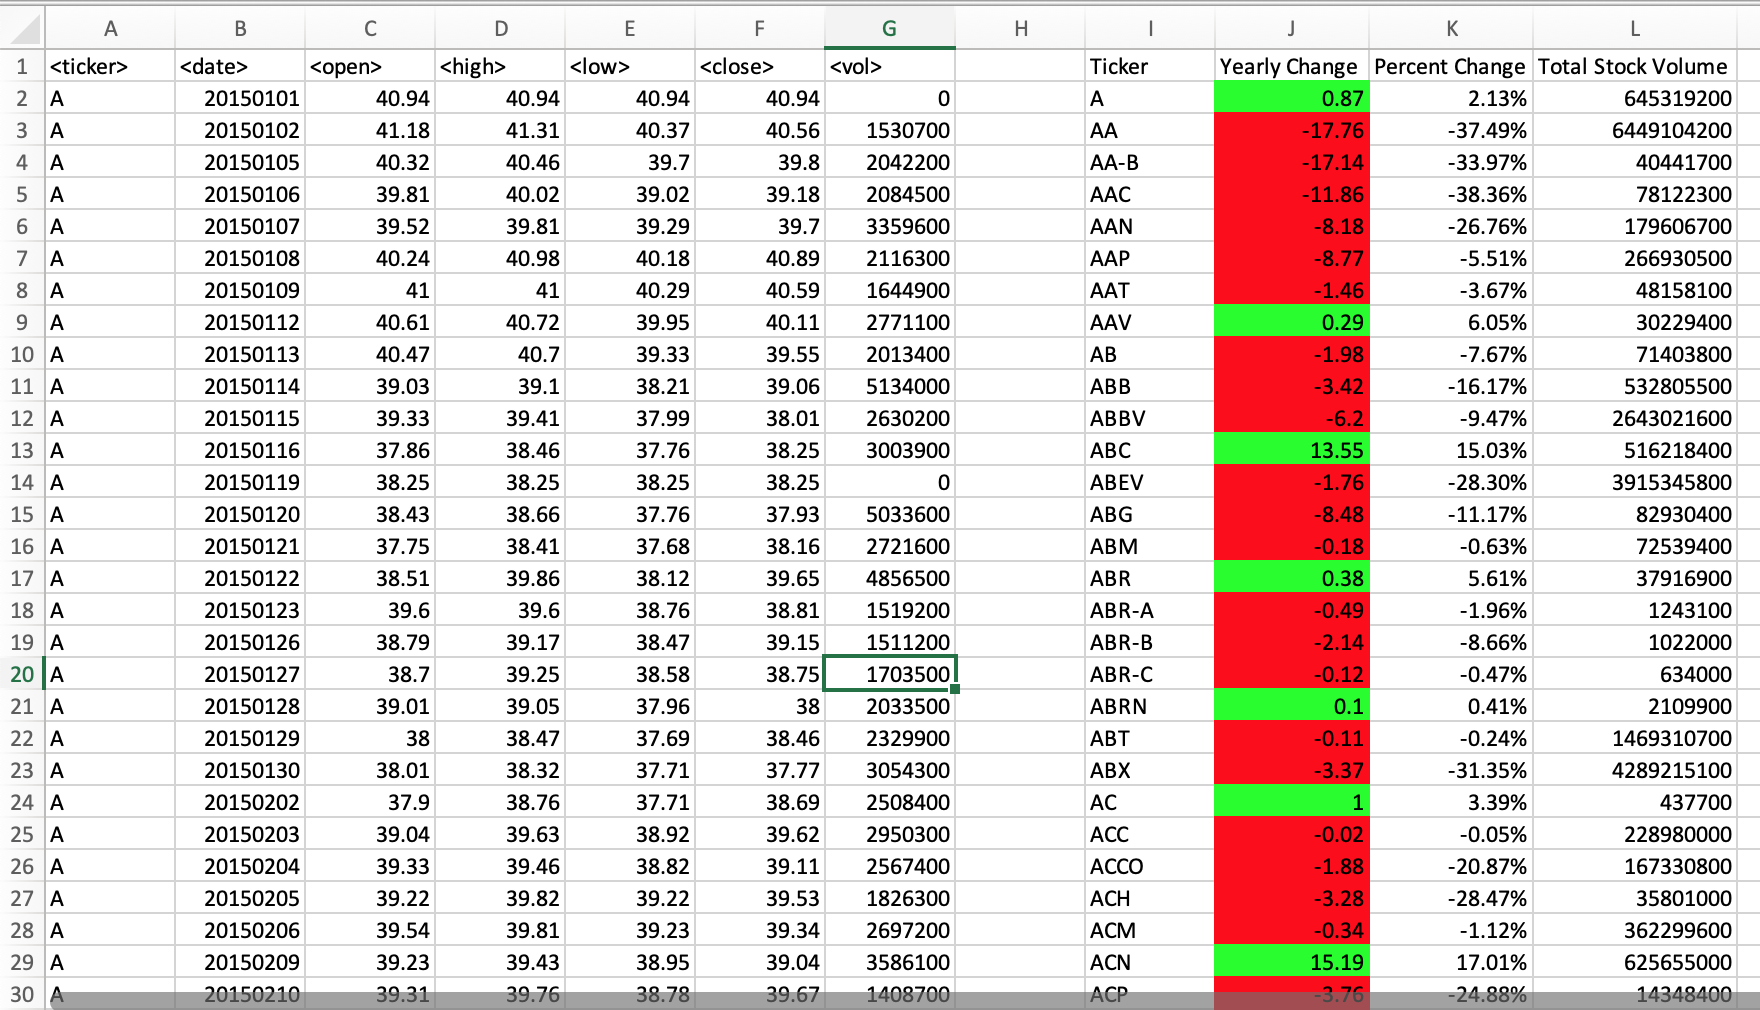 A B C D E F G H I J K L
1 <ticker> <date> <open> <high> <low> <close> <vol> Ticker Yearly Change Percent Change Total Stock Volume
2 A 20150101 40.94 40.94 40.94 40.94 0 A 0.87 2.13% 645319200
3 A 20150102 41.18 41.31 40.37 40.56 1530700 AA -17.76 -37.49% 6449104200
4 A 20150105 40.32 40.46 39.7 39.8 2042200 AA-B -17.14 -33.97% 40441700
5 A 20150106 39.81 40.02 39.02 39.18 2084500 AAC -11.86 -38.36% 78122300
6 A 20150107 39.52 39.81 39.29 39.7 3359600 AAN -8.18 -26.76% 179606700
7 A 20150108 40.24 40.98 40.18 40.89 2116300 AAP -8.77 -5.51% 266930500
8 A 20150109 41 41 40.29 40.59 1644900 AAT -1.46 -3.67% 48158100
9 A 20150112 40.61 40.72 39.95 40.11 2771100 AAV 0.29 6.05% 30229400
10 A 20150113 40.47 40.7 39.33 39.55 2013400 AB -1.98 -7.67% 71403800
11 A 20150114 39.03 39.1 38.21 39.06 5134000 ABB -3.42 -16.17% 532805500
12 A 20150115 39.33 39.41 37.99 38.01 2630200 ABBV -6.2 -9.47% 2643021600
13 A 20150116 37.86 38.46 37.76 38.25 3003900 ABC 13.55 15.03% 516218400
14 A 20150119 38.25 38.25 38.25 38.25 0 ABEV -1.76 -28.30% 3915345800
15 A 20150120 38.43 38.66 37.76 37.93 5033600 ABG -8.48 -11.17% 82930400
16 A 20150121 37.75 38.41 37.68 38.16 2721600 ABM -0.18 -0.63% 72539400
17 A 20150122 38.51 39.86 38.12 39.65 4856500 ABR 0.38 5.61% 37916900
18 A 20150123 39.6 39.6 38.76 38.81 1519200 ABR-A -0.49 -1.96% 1243100
19 A 20150126 38.79 39.17 38.47 39.15 1511200 ABR-B -2.14 -8.66% 1022000
20 A 20150127 38.7 39.25 38.58 38.75 1703500 ABR-C -0.12 -0.47% 634000
21 A 20150128 39.01 39.05 37.96 38 2033500 ABRN 0.1 0.41% 2109900
22 A 20150129 38 38.47 37.69 38.46 2329900 ABT -0.11 -0.24% 1469310700
23 A 20150130 38.01 38.32 37.71 37.77 3054300 ABX -3.37 -31.35% 4289215100
24 A 20150202 37.9 38.76 37.71 38.69 2508400 AC 1 3.39% 437700
25 A 20150203 39.04 39.63 38.92 39.62 2950300 ACC -0.02 -0.05% 228980000
26 A 20150204 39.33 39.46 38.82 39.11 2567400 ACCO -1.88 -20.87% 167330800
27 A 20150205 39.22 39.82 39.22 39.53 1826300 ACH -3.28 -28.47% 35801000
28 A 20150206 39.54 39.81 39.23 39.34 2697200 ACM -0.34 -1.12% 362299600
29 A 20150209 39.23 39.43 38.95 39.04 3586100 ACN 15.19 17.01% 625655000
30 A 20150210 39.31 39.76 38.78 39.67 1408700 ACP -3.76 -24.88% 14348400